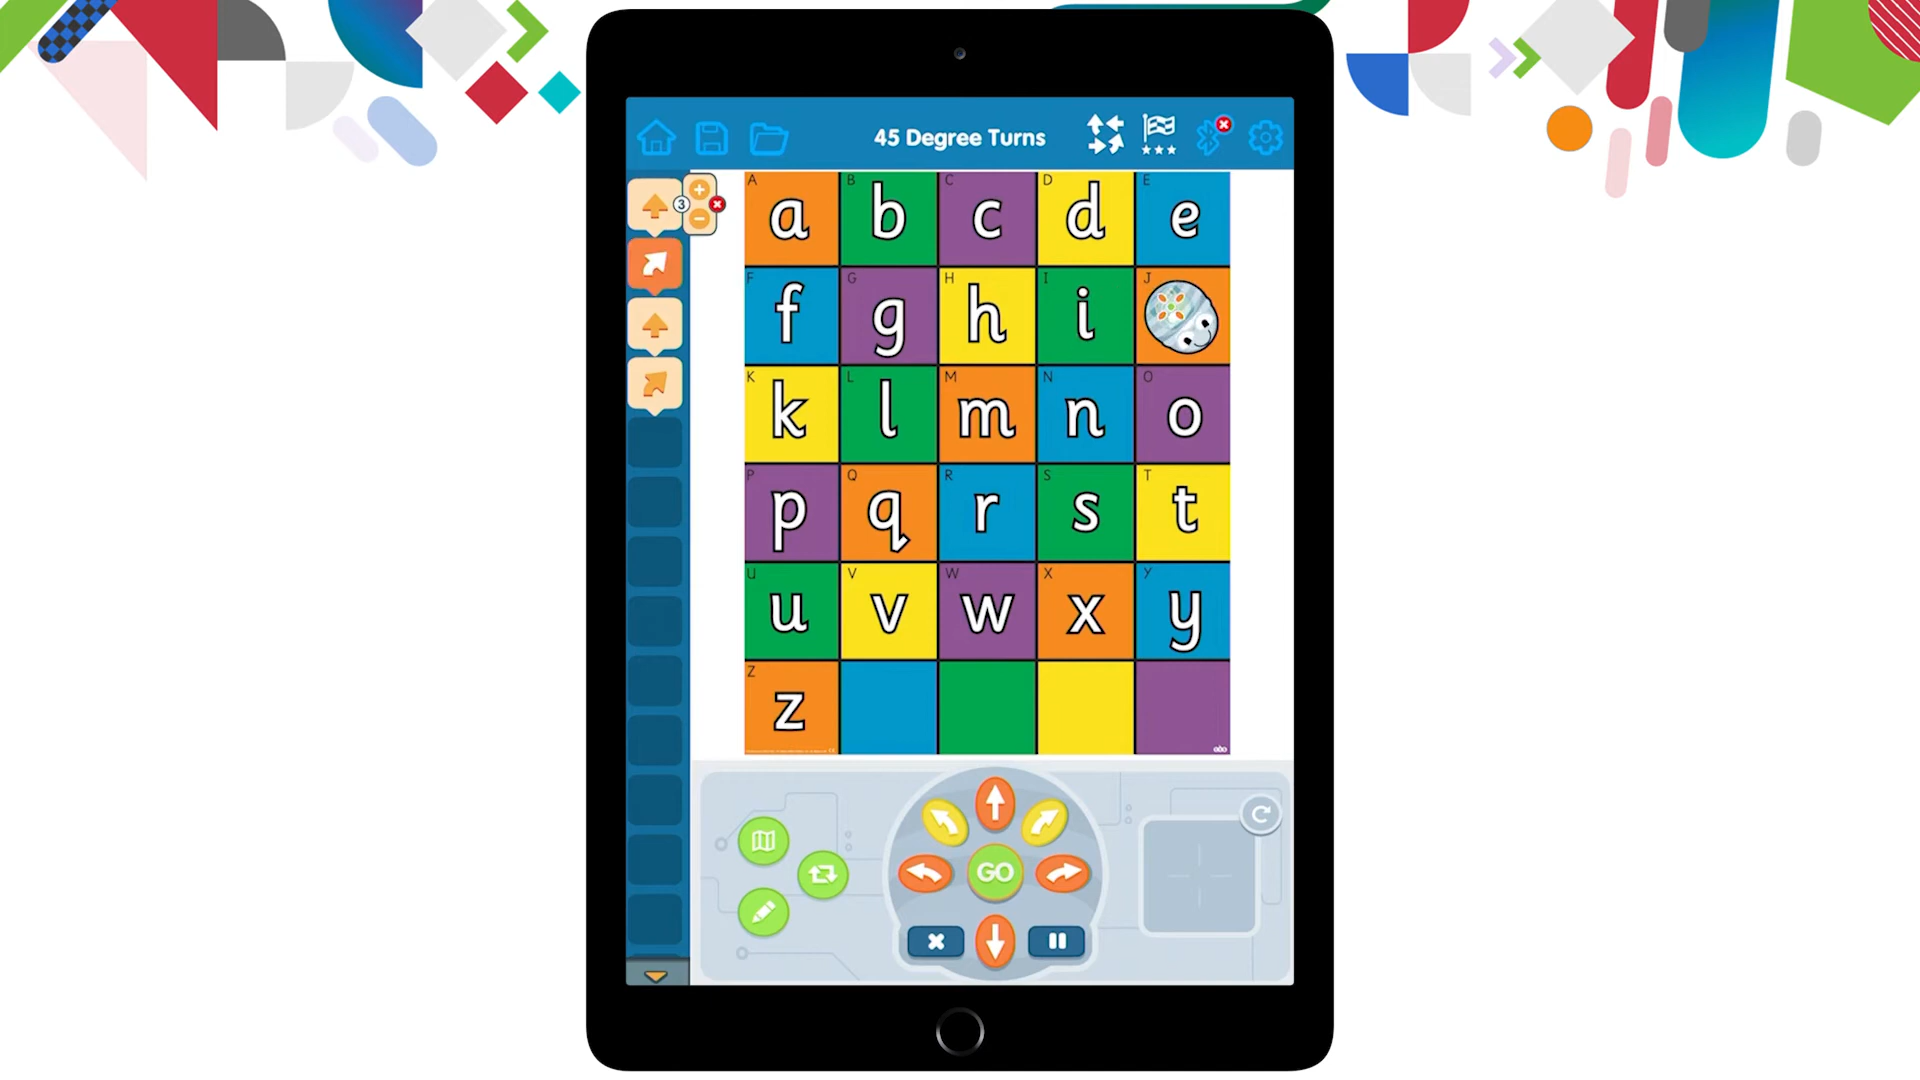 45 Degree Turns
3
A B C D E
a b c d e
F G H I J
f g h i
K L M N O
k l m n o
P Q R S T
p q r s t
U V W X Y
u v w x y
Z
z
GO